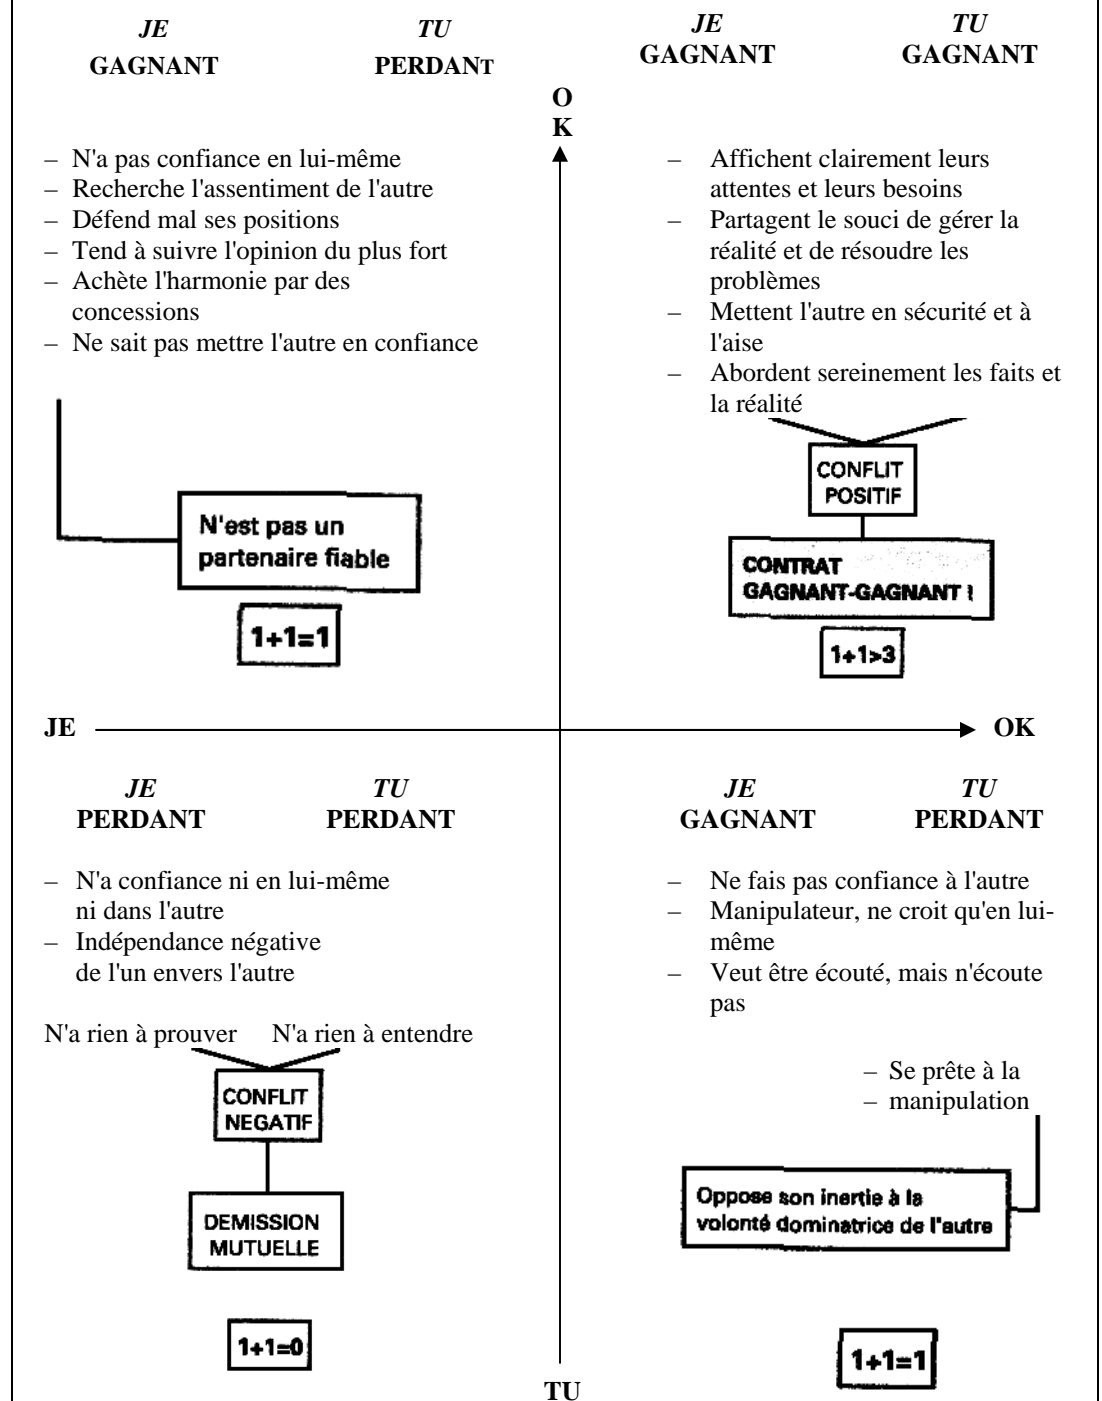 JE TU
GAGNANT PERDANT
– N'a pas confiance en lui-même
– Recherche l'assentiment de l'autre
– Défend mal ses positions
– Tend à suivre l'opinion du plus fort
– Achète l'harmonie par des
concessions
– Ne sait pas mettre l'autre en confiance
N'est pas un
partenaire fiable
1+1=1
JE TU
GAGNANT GAGNANT
– Affichent clairement leurs
attentes et leurs besoins
– Partagent le souci de gérer la
réalité et de résoudre les
problèmes
– Mettent l'autre en sécurité et à
l'aise
– Abordent sereinement les faits et
la réalité
CONFLIT
POSITIF
CONTRAT
GAGNANT-GAGNANT !
1+1>3
O
K
JE
OK
JE TU
PERDANT PERDANT
– N'a confiance ni en lui-même
ni dans l'autre
– Indépendance négative
de l'un envers l'autre
N'a rien à prouver N'a rien à entendre
CONFLIT
NEGATIF
DEMISSION
MUTUELLE
1+1=0
JE TU
GAGNANT PERDANT
– Ne fais pas confiance à l'autre
– Manipulateur, ne croit qu'en lui-
même
– Veut être écouté, mais n'écoute
pas
– Se prête à la
– manipulation
Oppose son inertie à la
volonté dominatrice de l'autre
1+1=1
TU